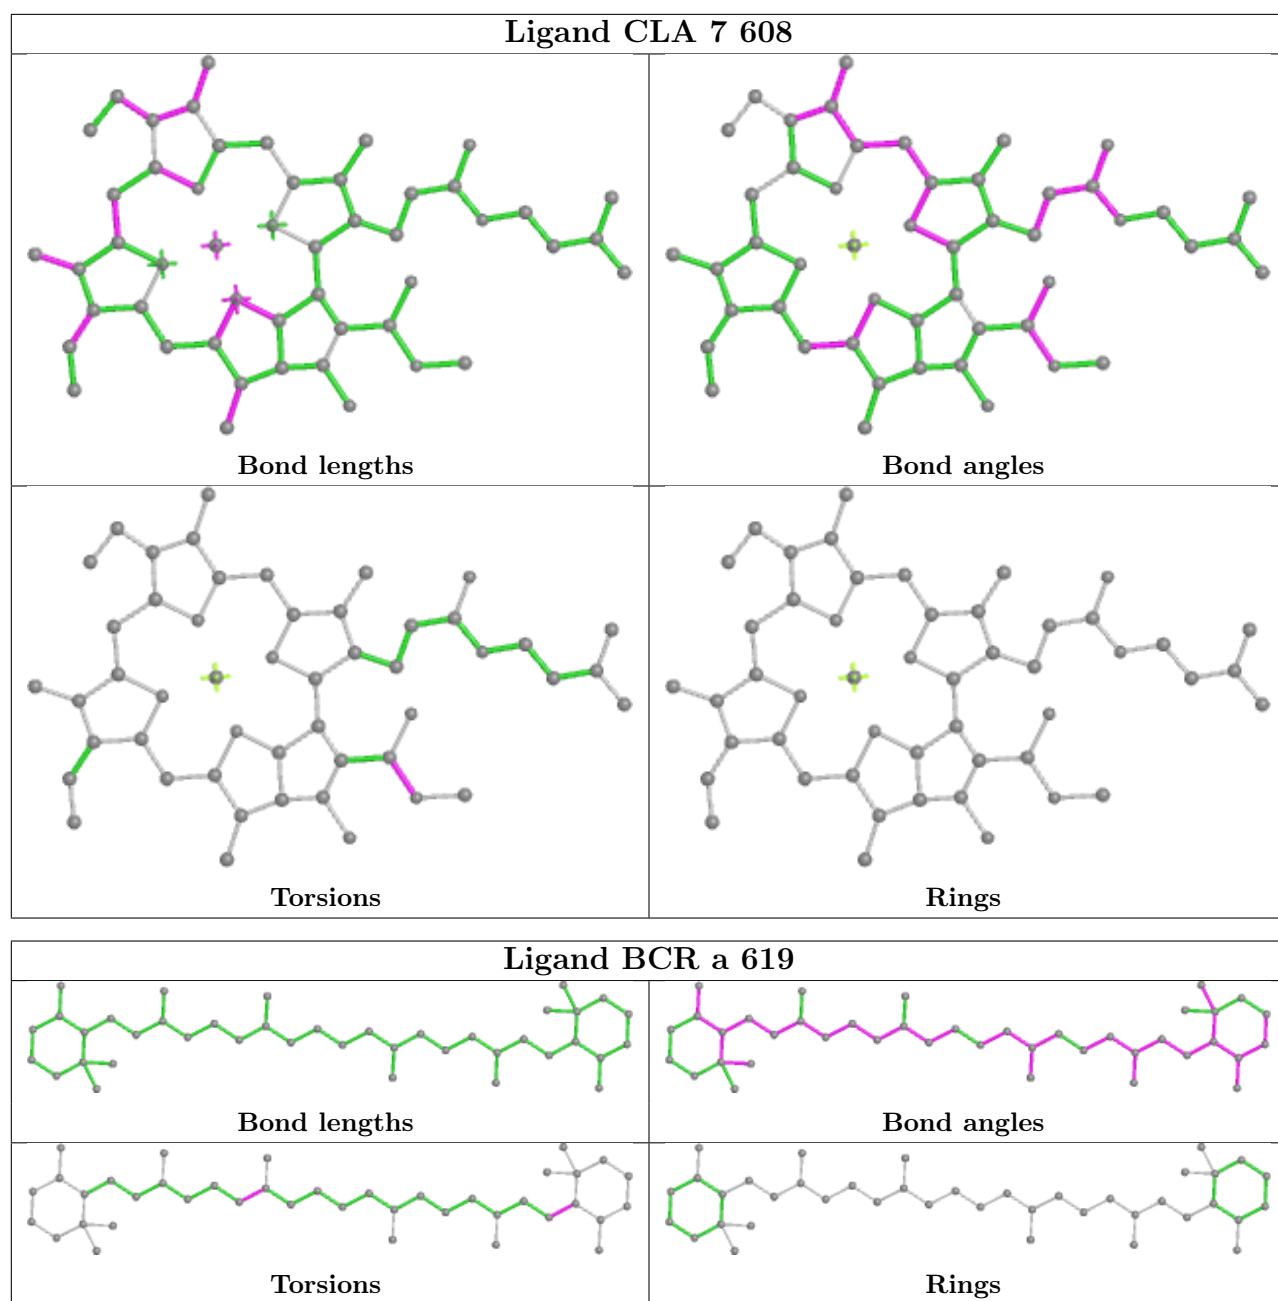 Ligand CLA 7 608
Bond lengths
Bond angles
Torsions
Rings
Ligand BCR a 619
Bond lengths
Bond angles
Torsions
Rings